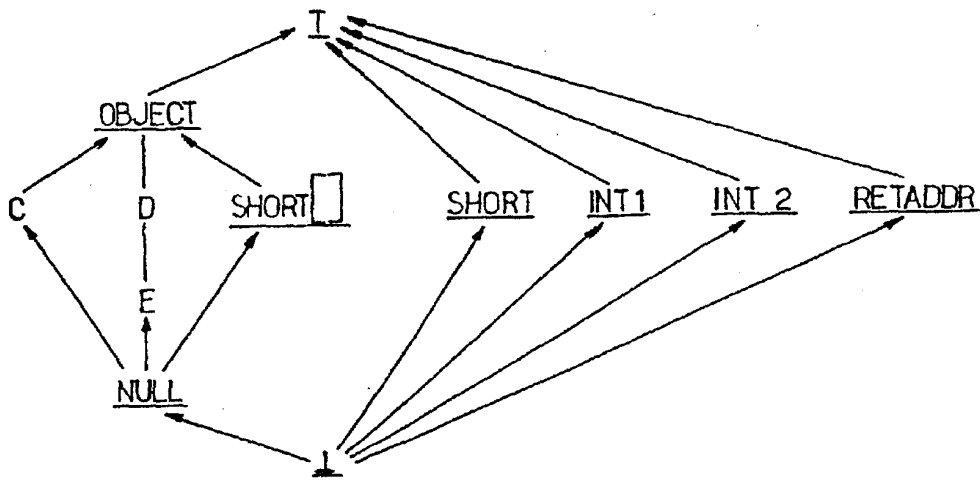 T
OBJECT
C D SHORT[] SHORT INT1 INT 2 RETADDR
E
NULL
⊥